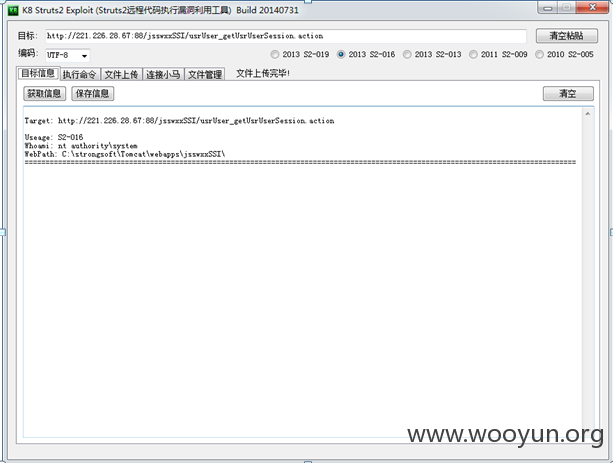 K8 Struts2 Exploit (Struts2远程代码执行漏洞利用工具) Build 20140731
目标: http://221.226.28.67:88/jsswxxSSI/usrUser_getUsrUserSession.action 清空粘贴
编码: UTF-8 2013 S2-019 2013 S2-016 2013 S2-013 2011 S2-009 2010 S2-005
目标信息 执行命令 文件上传 连接小马 文件管理 文件上传完毕!
获取信息 保存信息 清空
Target: http://221.226.28.67:88/jsswxxSSI/usrUser_getUsrUserSession.action
Useage: S2-016
Whoami: nt authority\system
WebPath: C:\strongsoft\Tomcat\webapps\jsswxxSSI\
www.wooyun.org